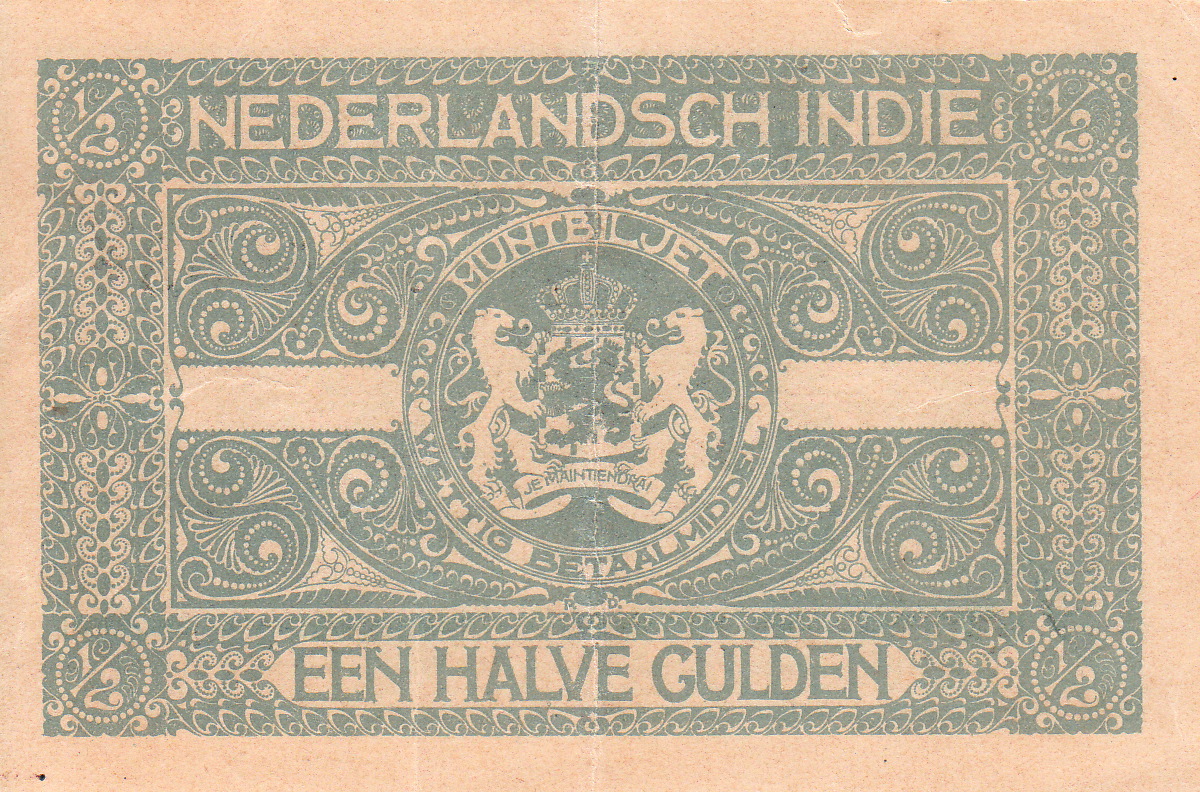 1/2
NEDERLANDSCH INDIE
1/2
MUNTBILJET
JE MAINTIENDRAI
WETTIG BETAALMIDDEL
1/2
EEN HALVE GULDEN
1/2